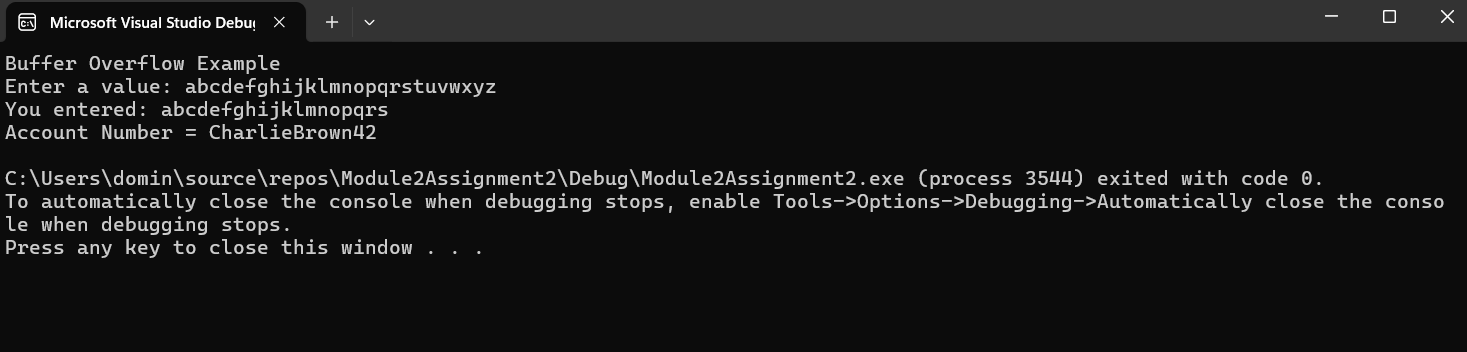 Microsoft Visual Studio Debu
Buffer Overflow Example
Enter a value: abcdefghijklmnopqrstuvwxyz
You entered: abcdefghijklmnopqrs
Account Number = CharlieBrown42
C:\Users\domin\source\repos\Module2Assignment2\Debug\Module2Assignment2.exe (process 3544) exited with code 0.
To automatically close the console when debugging stops, enable Tools->Options->Debugging->Automatically close the conso
le when debugging stops.
Press any key to close this window . . .